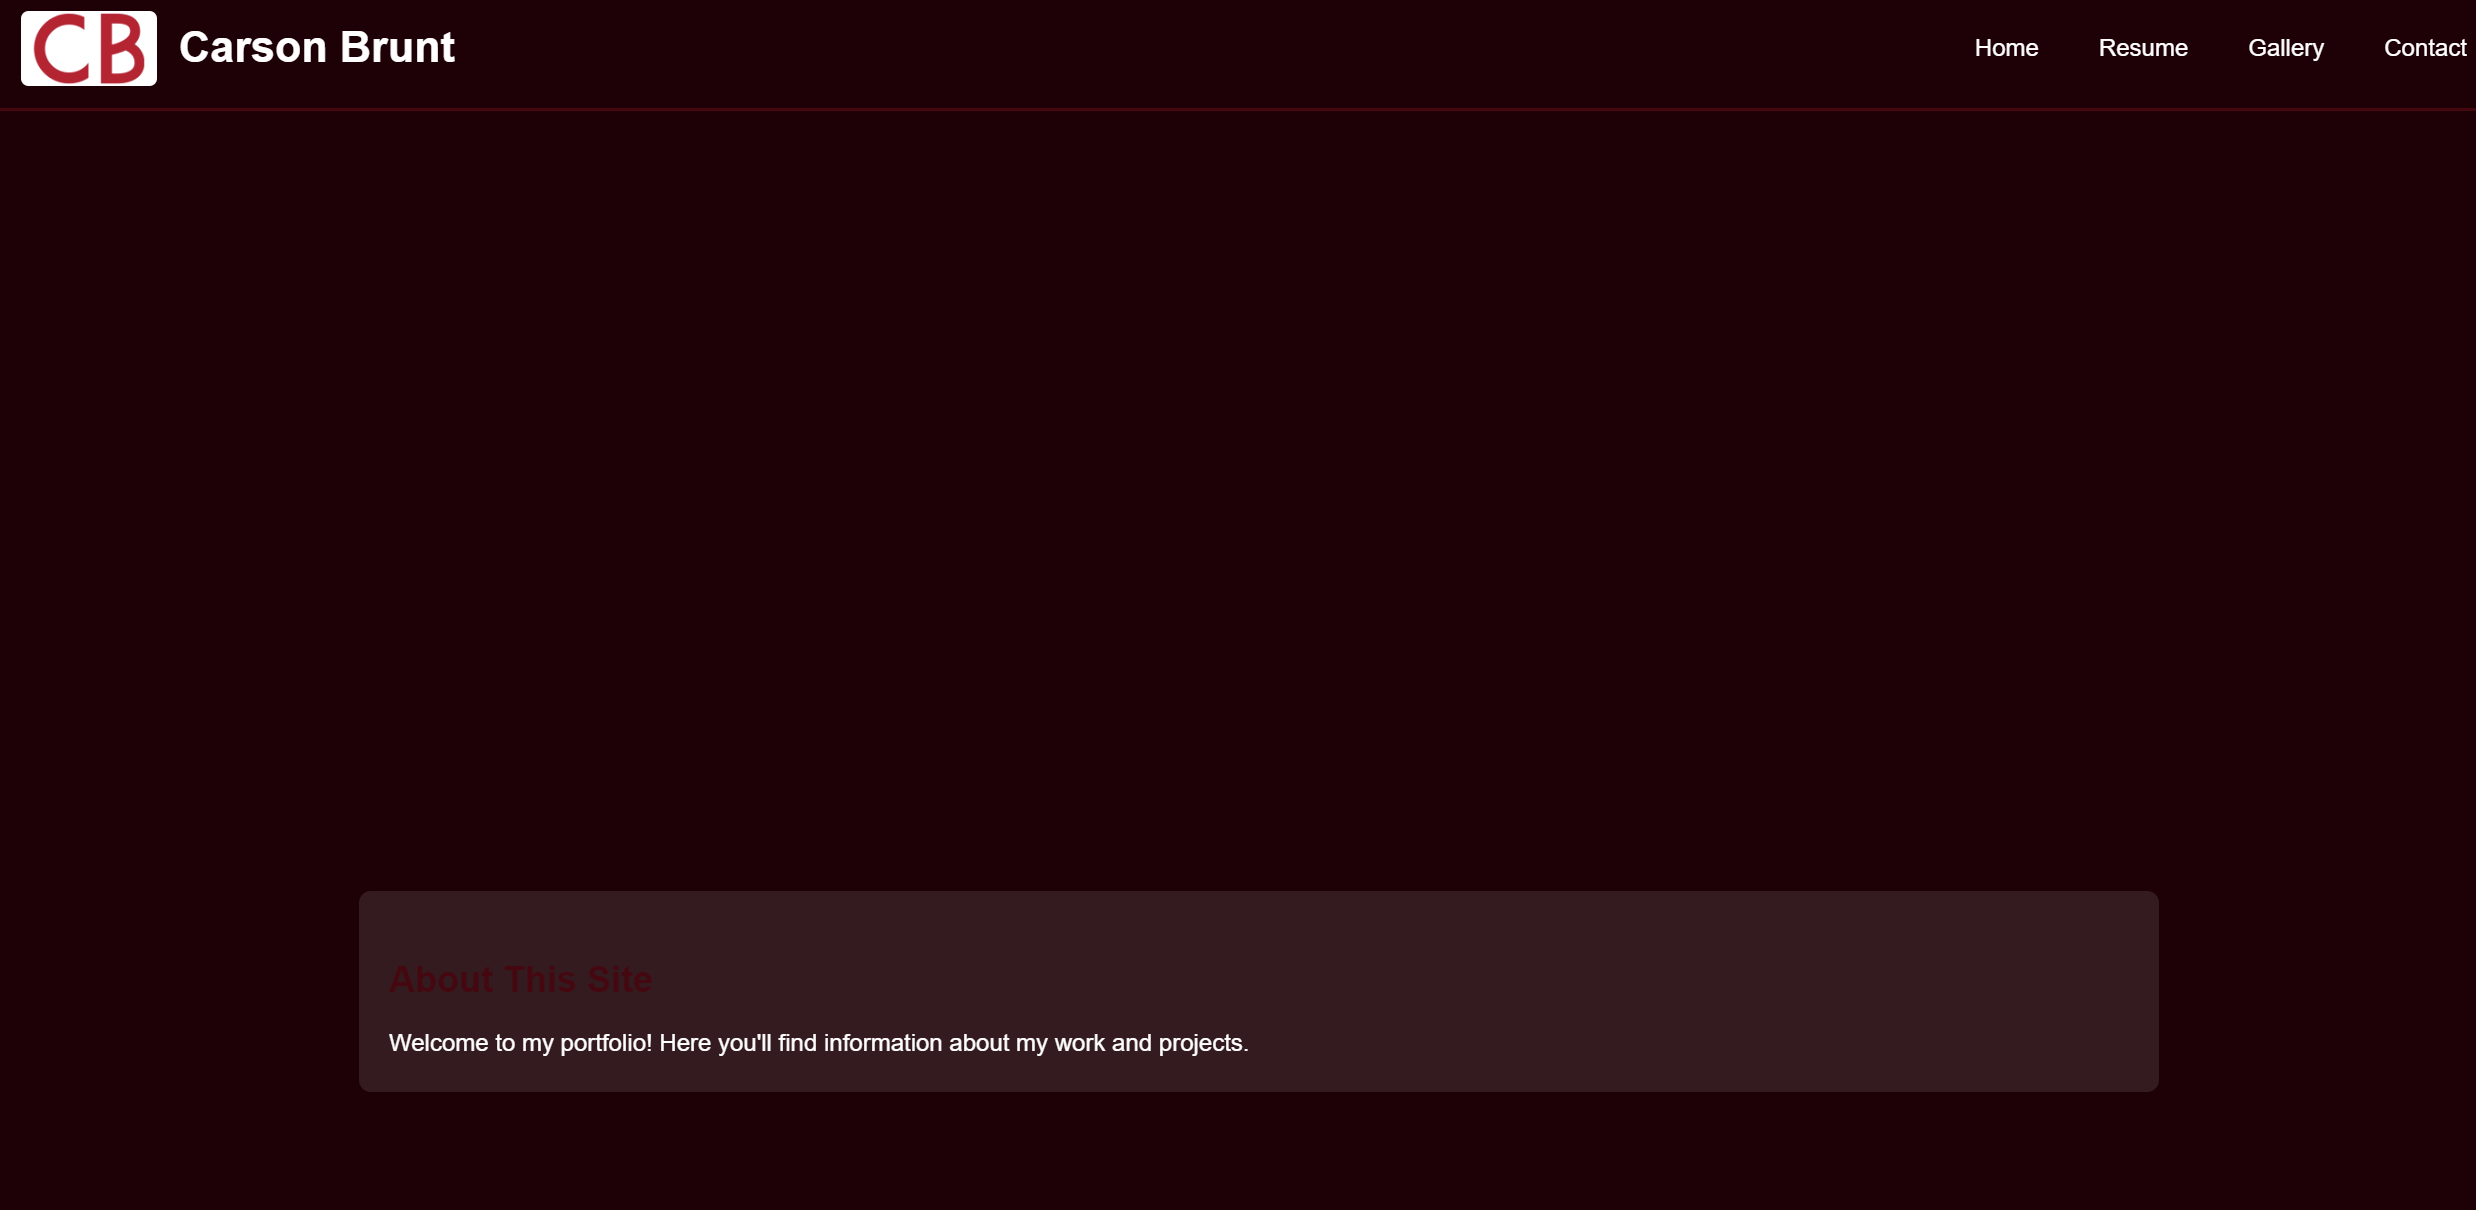 CB
Carson Brunt
Home
Resume
Gallery
Contact
About This Site
Welcome to my portfolio! Here you'll find information about my work and projects.